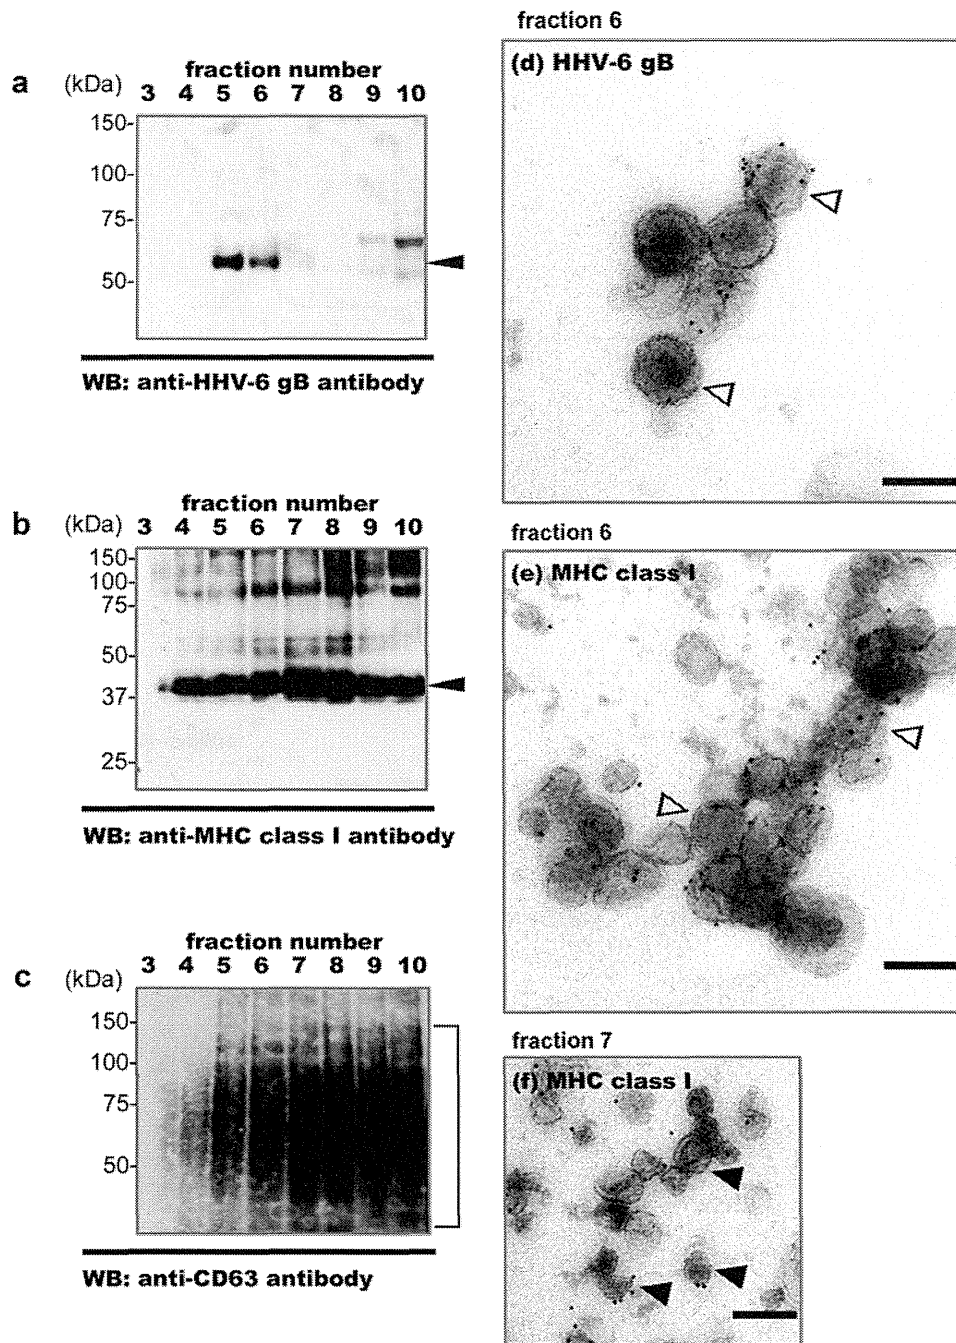 a
(kDa)
fraction number
3 4 5 6 7 8 9 10
150-
100-
75-
50-
WB: anti-HHV-6 gB antibody
b
(kDa)
fraction number
3 4 5 6 7 8 9 10
150-
100-
75-
50-
37-
25-
WB: anti-MHC class I antibody
c
(kDa)
fraction number
3 4 5 6 7 8 9 10
150-
100-
75-
50-
WB: anti-CD63 antibody
fraction 6
(d) HHV-6 gB
fraction 6
(e) MHC class I
fraction 7
(f) MHC class I